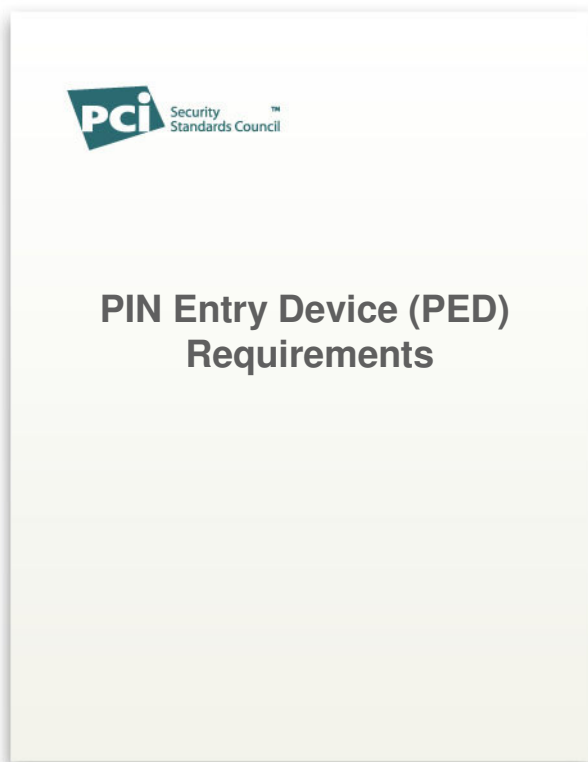 PCI Security ™
Standards Council
PIN Entry Device (PED)
Requirements